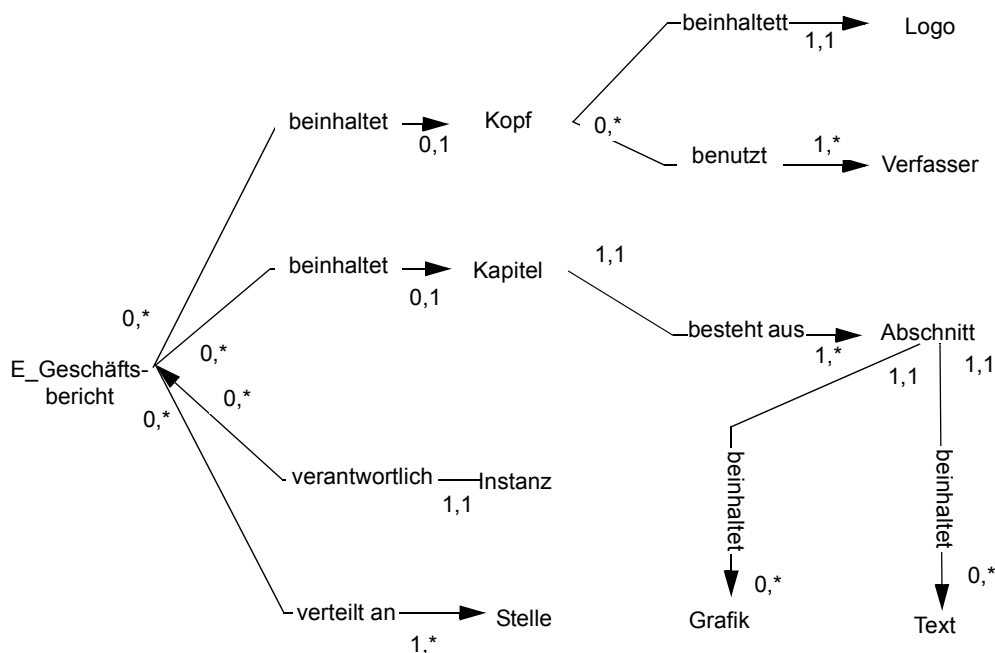 beinhaltett
1,1
Logo
beinhaltet
0,1
Kopf
0,*
benutzt
1,*
Verfasser
beinhaltet
0,1
Kapitel
1,1
besteht aus
1,*
Abschnitt
1,1
1,1
0,*
0,*
E_Geschäfts-
bericht
0,*
0,*
verantwortlich
1,1
Instanz
verteilt an
1,*
Stelle
beinhaltet
0,*
Grafik
beinhaltet
0,*
Text